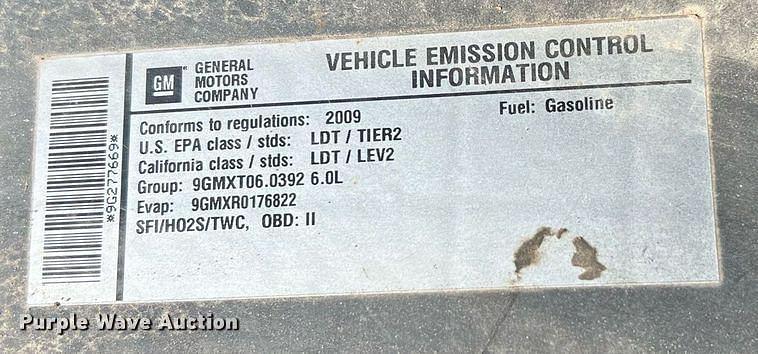 GM
GENERAL
MOTORS
COMPANY
VEHICLE EMISSION CONTROL
INFORMATION
Conforms to regulations: 2009
Fuel: Gasoline
U.S. EPA class / stds: LDT / TIER2
California class / stds: LDT / LEV2
Group: 9GMXT06.0392 6.0L
Evap: 9GMXR0176822
SFI/HO2S/TWC, OBD: II
*9G277669*
Purple Wave Auction